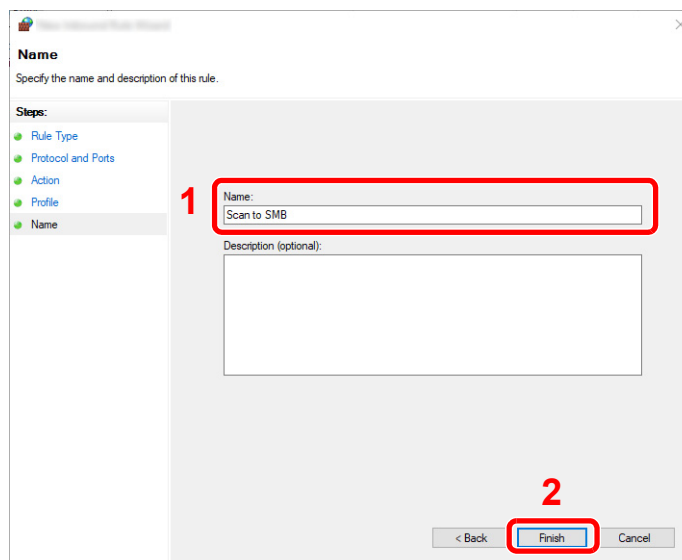 Name
Specify the name and description of this rule.
Steps:
Rule Type
Protocol and Ports
Action
Profile
Name
1
Name:
Scan to SMB
Description (optional):
2
< Back
Finish
Cancel